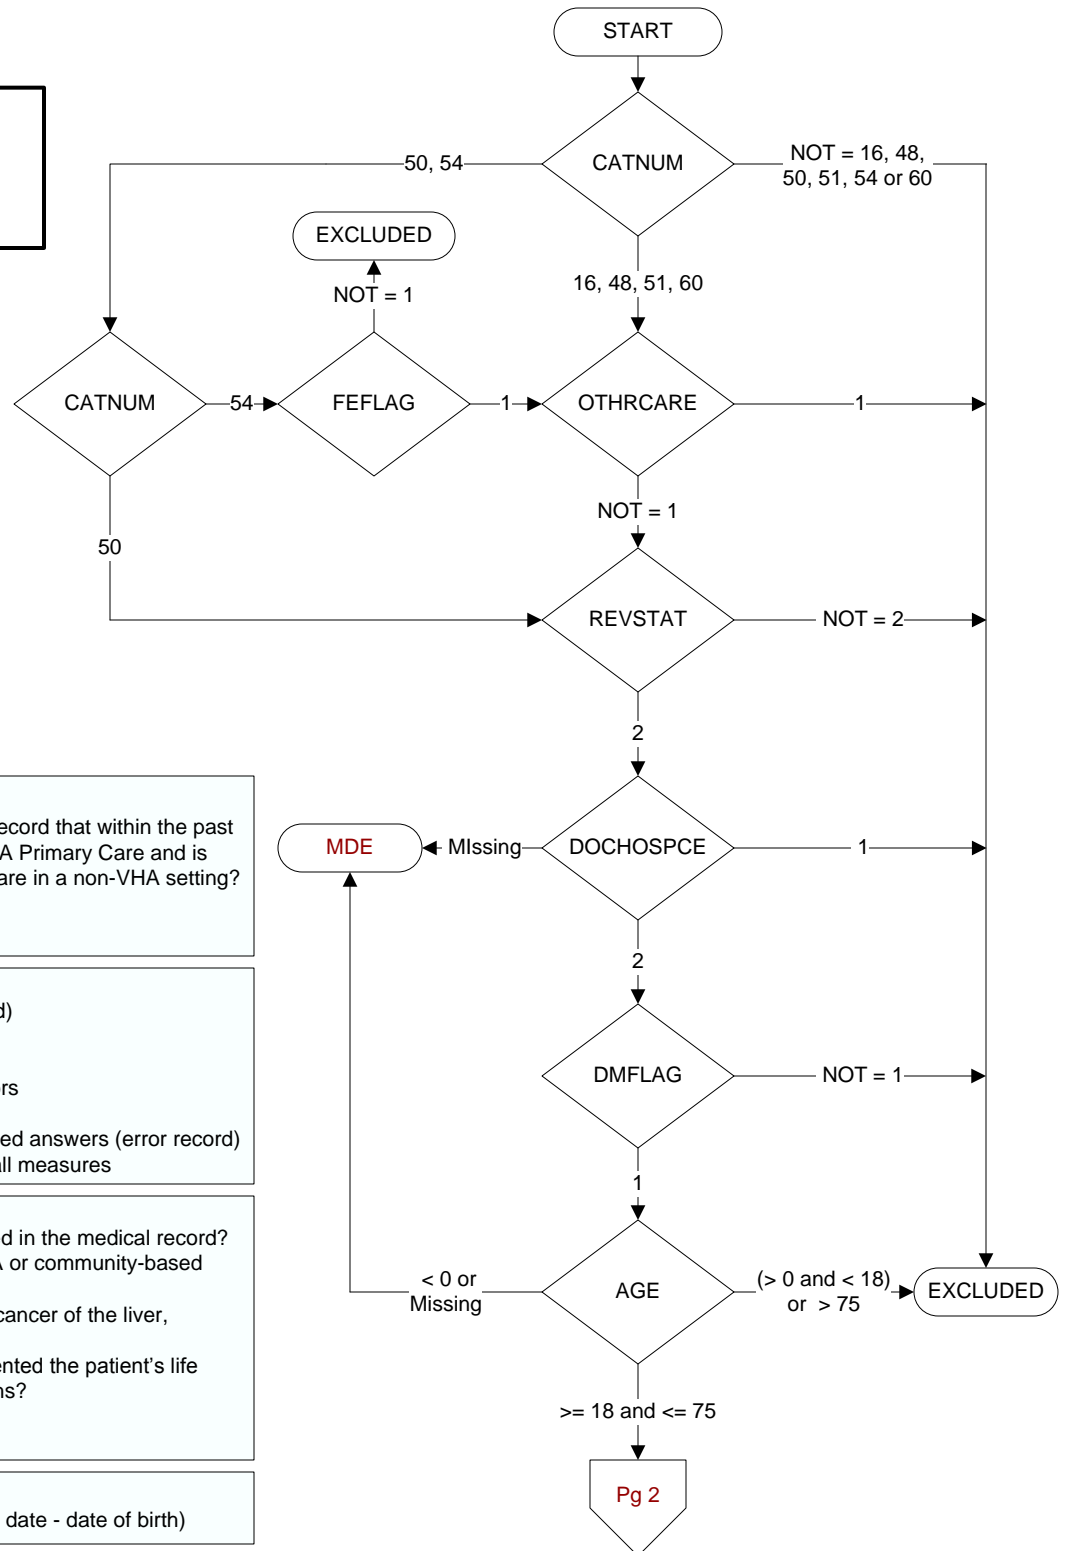 START
CATNUM
50, 54
NOT = 16, 48,
50, 51, 54 or 60
EXCLUDED
NOT = 1
16, 48, 51, 60
CATNUM
54
FEFLAG
1
OTHRCARE
1
NOT = 1
50
REVSTAT
NOT = 2
2
MDE
MIssing
DOCHOSPCE
1
2
DMFLAG
NOT = 1
1
< 0 or
Missing
AGE
(> 0 and < 18)
or > 75
EXCLUDED
>= 18 and <= 75
Pg 2
ecord that within the past
A Primary Care and is
are in a non-VHA setting?
d)
rs
ed answers (error record)
all measures
ed in the medical record?
A or community-based
cancer of the liver,
ented the patient's life
ns?
date - date of birth)